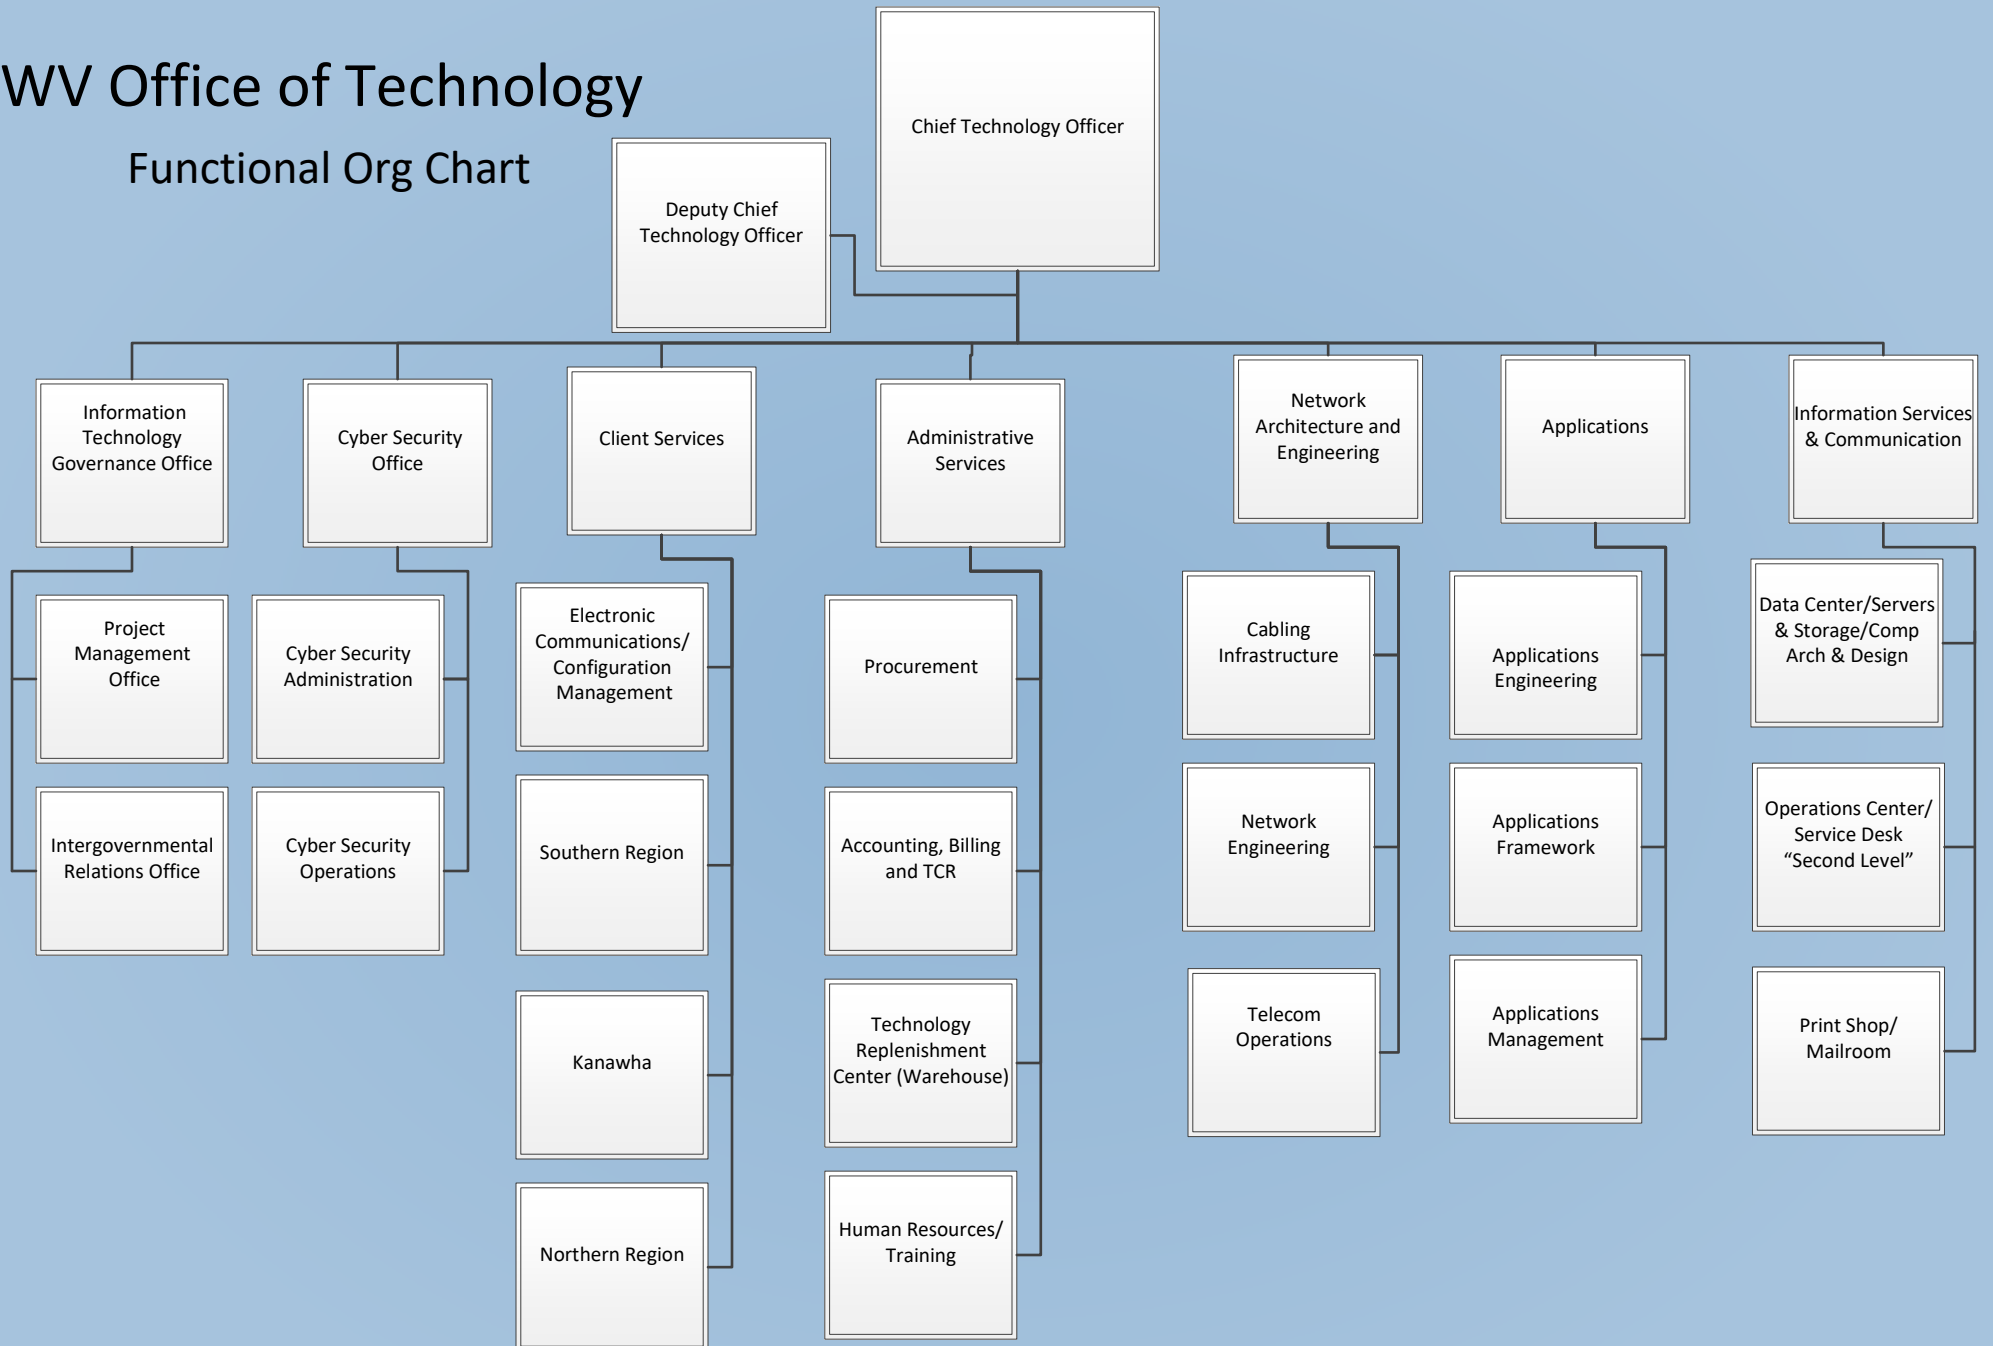 WV Office of Technology
Functional Org Chart
Chief Technology Officer
Deputy Chief
Technology Officer
Information
Technology
Governance Office
Cyber Security
Office
Client Services
Administrative
Services
Network
Architecture and
Engineering
Applications
Information Services
& Communication
Project
Management
Office
Intergovernmental
Relations Office
Cyber Security
Administration
Cyber Security
Operations
Electronic
Communications/
Configuration
Management
Southern Region
Kanawha
Northern Region
Procurement
Accounting, Billing
and TCR
Technology
Replenishment
Center (Warehouse)
Human Resources/
Training
Cabling
Infrastructure
Network
Engineering
Telecom
Operations
Applications
Engineering
Applications
Framework
Applications
Management
Data Center/Servers
& Storage/Comp
Arch & Design
Operations Center/
Service Desk
“Second Level”
Print Shop/
Mailroom